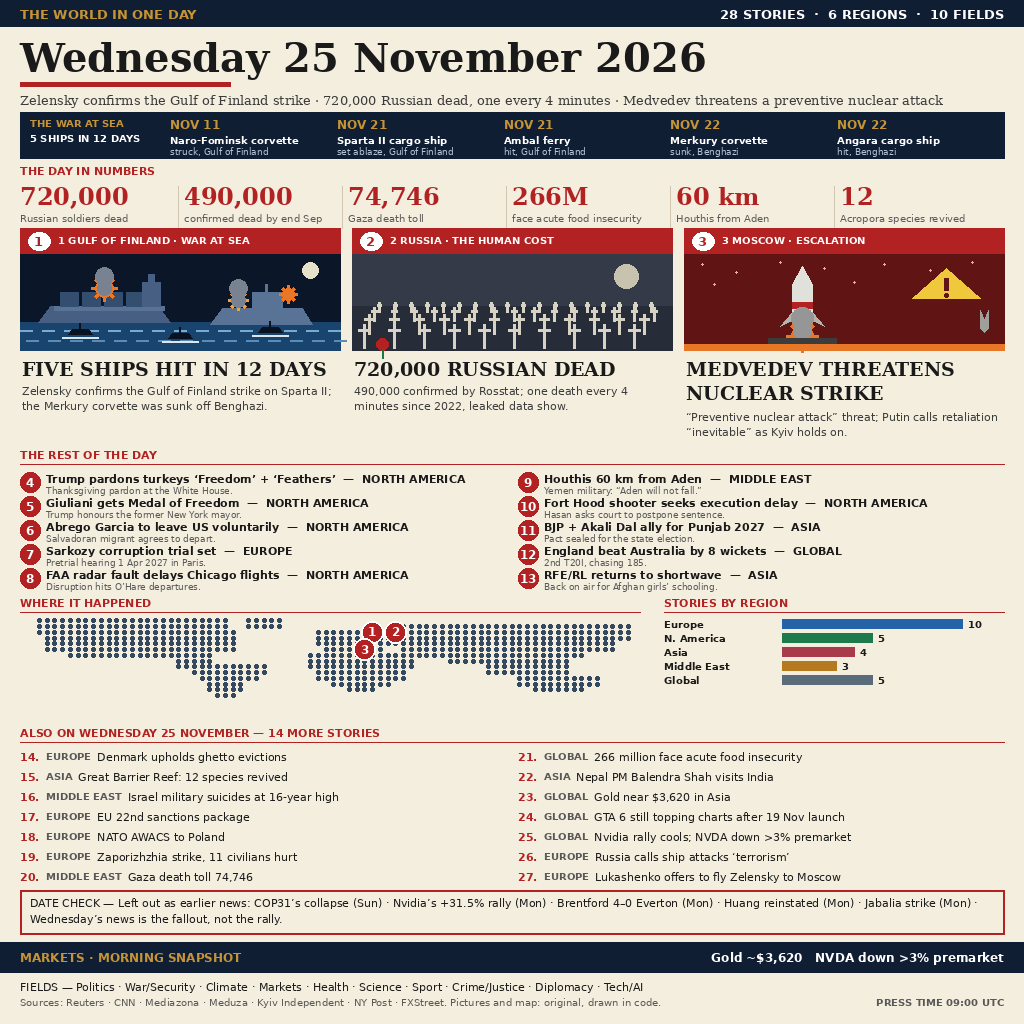 THE WORLD IN ONE DAY
28 STORIES · 6 REGIONS · 10 FIELDS
Wednesday 25 November 2026
Zelensky confirms the Gulf of Finland strike · 720,000 Russian dead, one every 4 minutes · Medvedev threatens a preventive nuclear attack
THE WAR AT SEA
5 SHIPS IN 12 DAYS
NOV 11
Naro-Fominsk corvette
struck, Gulf of Finland
NOV 21
Sparta II cargo ship
set ablaze, Gulf of Finland
NOV 21
Ambal ferry
hit, Gulf of Finland
NOV 22
Merkury corvette
sunk, Benghazi
NOV 22
Angara cargo ship
hit, Benghazi
THE DAY IN NUMBERS
720,000
Russian soldiers dead
490,000
confirmed dead by end Sep
74,746
Gaza death toll
266M
face acute food insecurity
60 km
Houthis from Aden
12
Acropora species revived
1 1 GULF OF FINLAND · WAR AT SEA
FIVE SHIPS HIT IN 12 DAYS
Zelensky confirms the Gulf of Finland strike on Sparta II;
the Merkury corvette was sunk off Benghazi.
2 2 RUSSIA · THE HUMAN COST
720,000 RUSSIAN DEAD
490,000 confirmed by Rosstat; one death every 4
minutes since 2022, leaked data show.
3 3 MOSCOW · ESCALATION
MEDVEDEV THREATENS
NUCLEAR STRIKE
“Preventive nuclear attack” threat; Putin calls retaliation
“inevitable” as Kyiv holds on.
THE REST OF THE DAY
4 Trump pardons turkeys ‘Freedom’ + ‘Feathers’ — NORTH AMERICA
Thanksgiving pardon at the White House.
5 Giuliani gets Medal of Freedom — NORTH AMERICA
Trump honours the former New York mayor.
6 Abrego Garcia to leave US voluntarily — NORTH AMERICA
Salvadoran migrant agrees to depart.
7 Sarkozy corruption trial set — EUROPE
Pretrial hearing 1 Apr 2027 in Paris.
8 FAA radar fault delays Chicago flights — NORTH AMERICA
Disruption hits O’Hare departures.
9 Houthis 60 km from Aden — MIDDLE EAST
Yemen military: “Aden will not fall.”
10 Fort Hood shooter seeks execution delay — NORTH AMERICA
Hasan asks court to postpone sentence.
11 BJP + Akali Dal ally for Punjab 2027 — ASIA
Pact sealed for the state election.
12 England beat Australia by 8 wickets — GLOBAL
2nd T20I, chasing 185.
13 RFE/RL returns to shortwave — ASIA
Back on air for Afghan girls’ schooling.
WHERE IT HAPPENED
1 2
3
STORIES BY REGION
Europe 10
N. America 5
Asia 4
Middle East 3
Global 5
ALSO ON WEDNESDAY 25 NOVEMBER — 14 MORE STORIES
14. EUROPE Denmark upholds ghetto evictions
15. ASIA Great Barrier Reef: 12 species revived
16. MIDDLE EAST Israel military suicides at 16-year high
17. EUROPE EU 22nd sanctions package
18. EUROPE NATO AWACS to Poland
19. EUROPE Zaporizhzhia strike, 11 civilians hurt
20. MIDDLE EAST Gaza death toll 74,746
21. GLOBAL 266 million face acute food insecurity
22. ASIA Nepal PM Balendra Shah visits India
23. GLOBAL Gold near $3,620 in Asia
24. GLOBAL GTA 6 still topping charts after 19 Nov launch
25. GLOBAL Nvidia rally cools; NVDA down >3% premarket
26. EUROPE Russia calls ship attacks ‘terrorism’
27. EUROPE Lukashenko offers to fly Zelensky to Moscow
DATE CHECK — Left out as earlier news: COP31’s collapse (Sun) · Nvidia’s +31.5% rally (Mon) · Brentford 4–0 Everton (Mon) · Huang reinstated (Mon) · Jabalia strike (Mon) ·
Wednesday’s news is the fallout, not the rally.
MARKETS · MORNING SNAPSHOT
Gold ~$3,620 NVDA down >3% premarket
FIELDS — Politics · War/Security · Climate · Markets · Health · Science · Sport · Crime/Justice · Diplomacy · Tech/AI
Sources: Reuters · CNN · Mediazona · Meduza · Kyiv Independent · NY Post · FXStreet. Pictures and map: original, drawn in code.
PRESS TIME 09:00 UTC